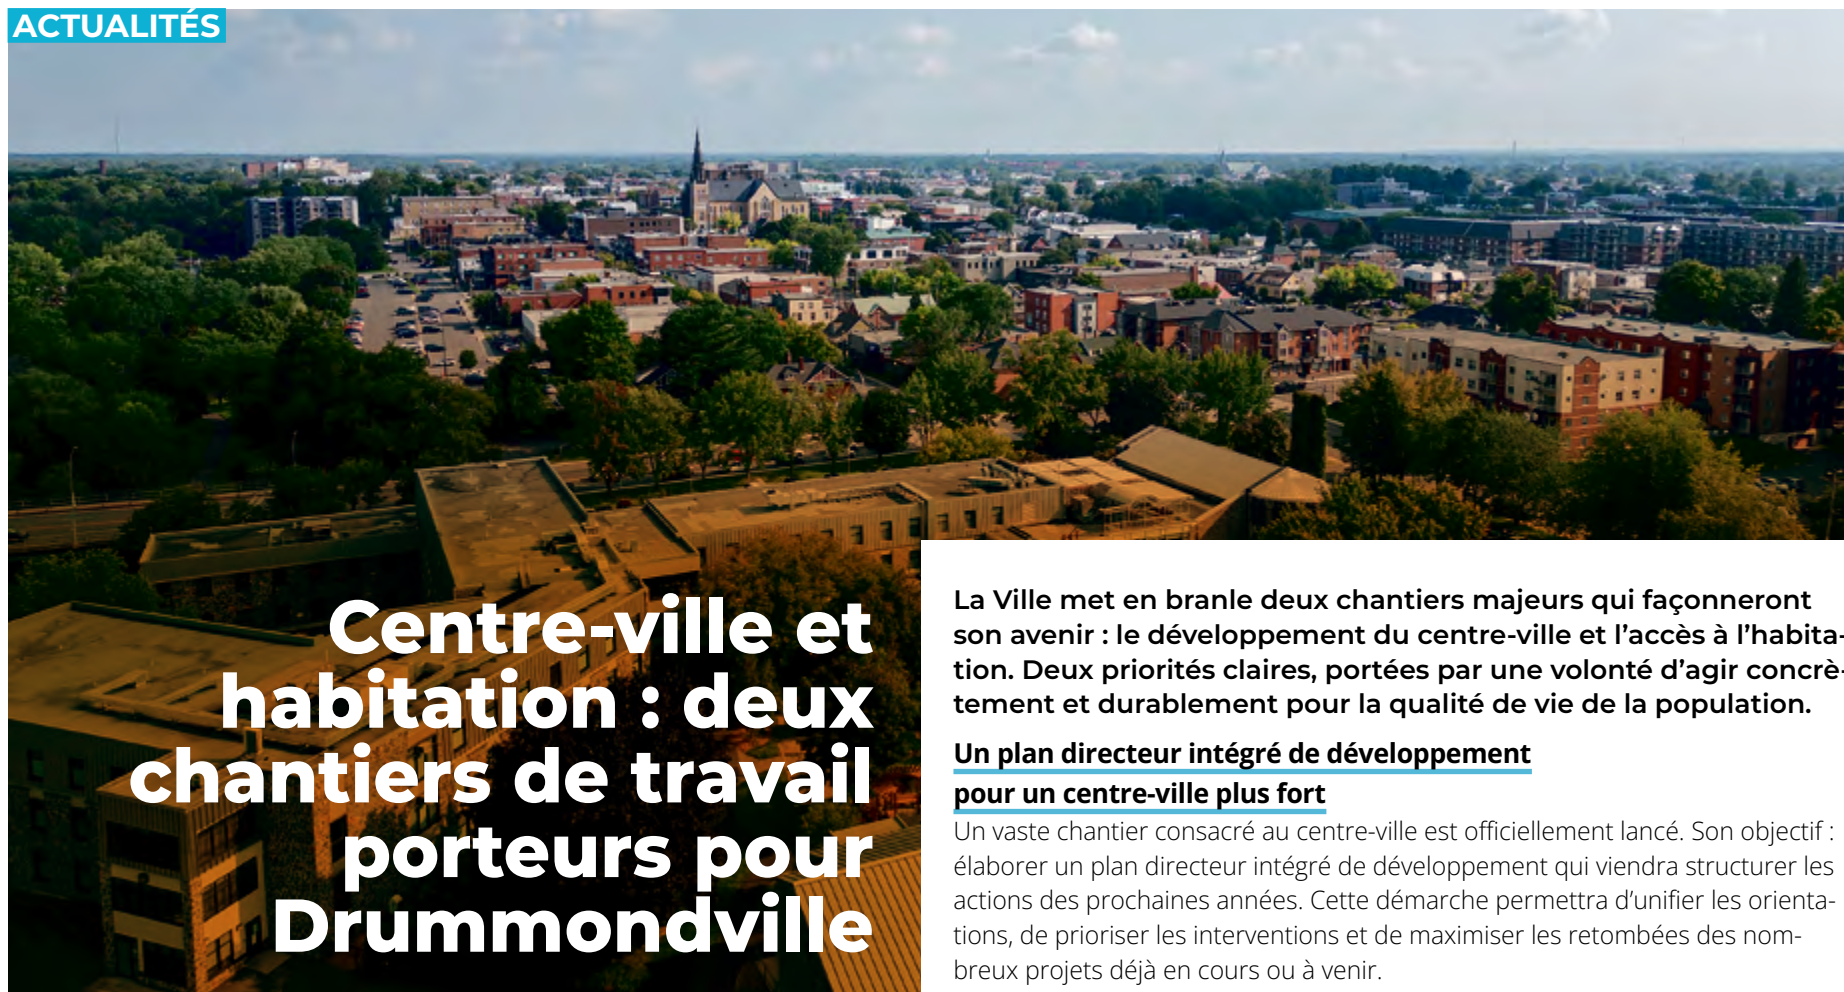 ACTUALITÉS
Centre-ville et
habitation : deux
chantiers de travail
porteurs pour
Drummondville
La Ville met en branle deux chantiers majeurs qui façonneront
son avenir : le développement du centre-ville et l’accès à l’habita-
tion. Deux priorités claires, portées par une volonté d’agir concrè-
tement et durablement pour la qualité de vie de la population.
Un plan directeur intégré de développement
pour un centre-ville plus fort
Un vaste chantier consacré au centre-ville est officiellement lancé. Son objectif :
élaborer un plan directeur intégré de développement qui viendra structurer les
actions des prochaines années. Cette démarche permettra d’unifier les orienta-
tions, de prioriser les interventions et de maximiser les retombées des nom-
breux projets déjà en cours ou à venir.